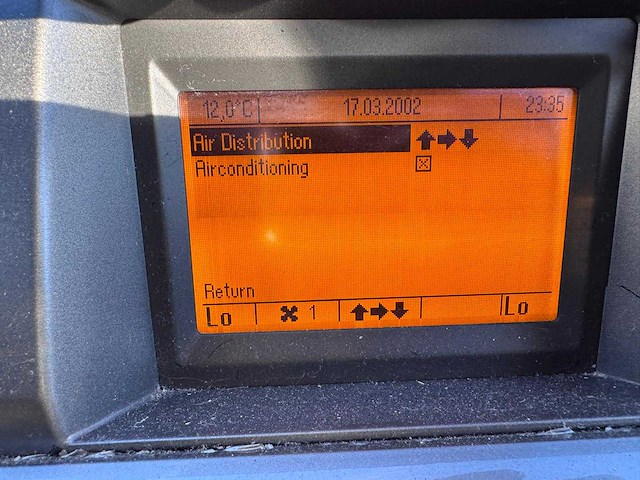 12,0°C 17.03.2002 23:35
Air Distribution
Airconditioning
Return
Lo 1 Lo